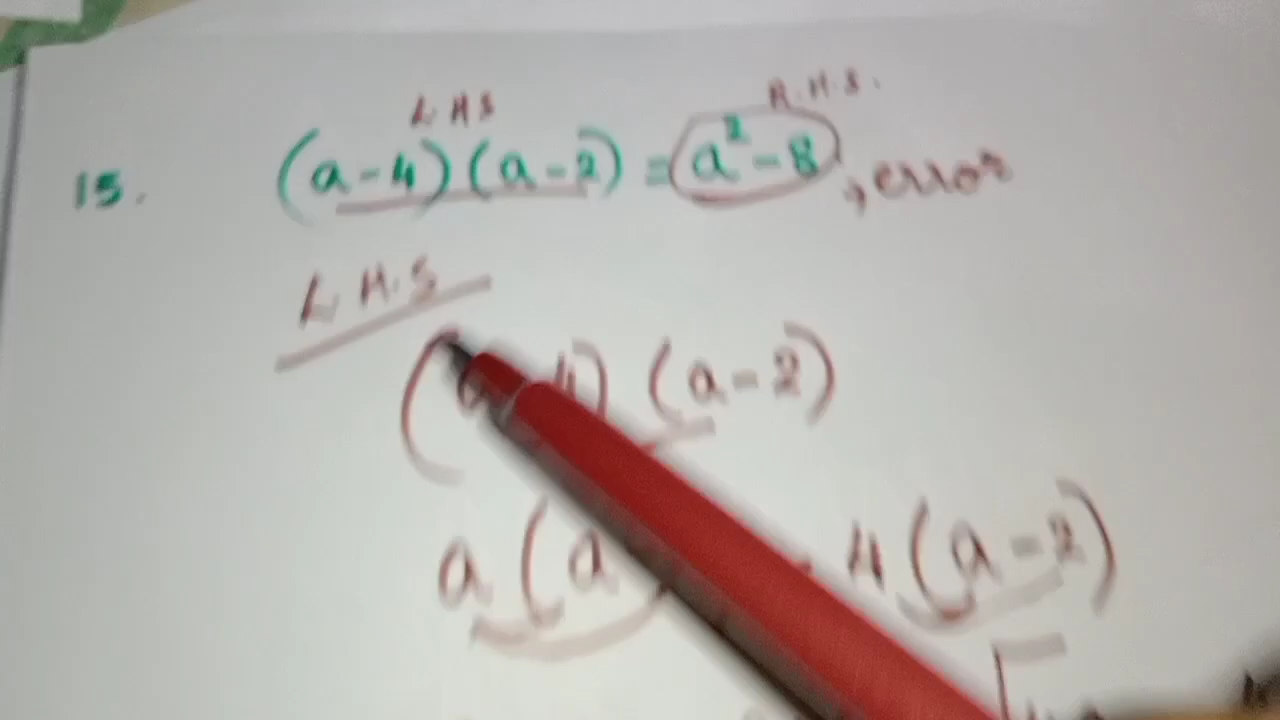 L H S R.H.S.
15. (a-4)(a-2) = a²-8, error
L H.S
(a-4)(a-2)
a(a - 4(a-2)